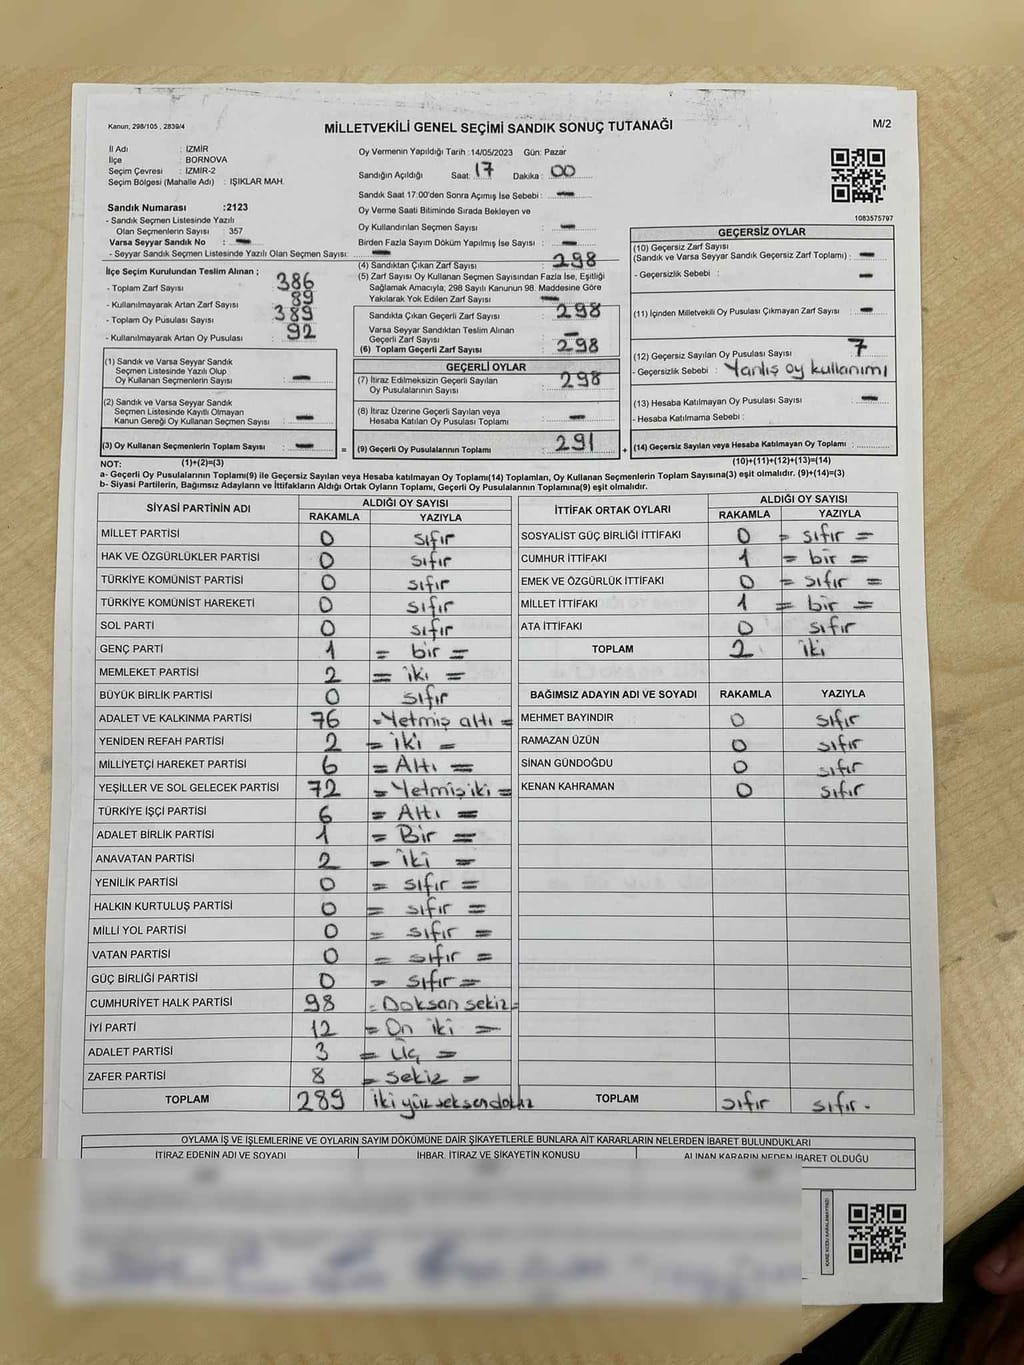 Kanun, 298/105 , 2839/4
MİLLETVEKİLİ GENEL SEÇİMİ SANDIK SONUÇ TUTANAĞI
M/2
İl Adı : İZMİR
İlçe : BORNOVA
Seçim Çevresi : İZMİR-2
Seçim Bölgesi (Mahalle Adı) : IŞIKLAR MAH.
Sandık Numarası :2123
- Sandık Seçmen Listesinde Yazılı
Olan Seçmenlerin Sayısı : 357
Varsa Seyyar Sandık No : -
- Seyyar Sandık Seçmen Listesinde Yazılı Olan Seçmen Sayısı: -
Oy Vermenin Yapıldığı Tarih :14/05/2023 Gün: Pazar
Sandığın Açıldığı Saat: 17 Dakika : 00
Sandık Saat 17:00'den Sonra Açımış İse Sebebi : -
Oy Verme Saati Bitiminde Sırada Bekleyen ve
Oy Kullandırılan Seçmen Sayısı : -
Birden Fazla Sayım Döküm Yapılmış İse Sayısı : -
1083575797
İlçe Seçim Kurulundan Teslim Alınan ;
- Toplam Zarf Sayısı : 386
- Kullanılmayarak Artan Zarf Sayısı : 89
- Toplam Oy Pusulası Sayısı : 389
- Kullanılmayarak Artan Oy Pusulası : 92
(4) Sandıktan Çıkan Zarf Sayısı : 298
(5) Zarf Sayısı Oy Kullanan Seçmen Sayısından Fazla İse, Eşitliği
Sağlamak Amacıyla; 298 Sayılı Kanunun 98. Maddesine Göre
Yakılarak Yok Edilen Zarf Sayısı : -
Sandıkta Çıkan Geçerli Zarf Sayısı : 298
Varsa Seyyar Sandıktan Teslim Alınan
Geçerli Zarf Sayısı : -
(6) Toplam Geçerli Zarf Sayısı : 298
GEÇERSİZ OYLAR
(10) Geçersiz Zarf Sayısı
(Sandık ve Varsa Seyyar Sandık Geçersiz Zarf Toplamı) : -
- Geçersizlik Sebebi : -
(11) İçinden Milletvekili Oy Pusulası Çıkmayan Zarf Sayısı : -
(12) Geçersiz Sayılan Oy Pusulası Sayısı : 7
- Geçersizlik Sebebi : Yanlış oy kullanımı
(13) Hesaba Katılmayan Oy Pusulası Sayısı : -
- Hesaba Katılmama Sebebi :
(14) Geçersiz Sayılan veya Hesaba Katılmayan Oy Toplamı :
(10)+(11)+(12)+(13)=(14)
(1) Sandık ve Varsa Seyyar Sandık
Seçmen Listesinde Yazılı Olup
Oy Kullanan Seçmenlerin Sayısı : -
(2) Sandık ve Varsa Seyyar Sandık
Seçmen Listesinde Kayıtlı Olmayan
Kanun Gereği Oy Kullanan Seçmen Sayısı : -
(3) Oy Kullanan Seçmenlerin Toplam Sayısı : - =
GEÇERLİ OYLAR
(7) İtiraz Edilmeksizin Geçerli Sayılan
Oy Pusulalarının Sayısı : 298
(8) İtiraz Üzerine Geçerli Sayılan veya
Hesaba Katılan Oy Pusulası Toplamı : -
(9) Geçerli Oy Pusulalarının Toplamı : 291 +
NOT: (1)+(2)=(3)
a- Geçerli Oy Pusulalarının Toplamı(9) ile Geçersiz Sayılan veya Hesaba katılmayan Oy Toplamı(14) Toplamları, Oy Kullanan Seçmenlerin Toplam Sayısına(3) eşit olmalıdır. (9)+(14)=(3)
b- Siyasi Partilerin, Bağımsız Adayların ve İttifakların Aldığı Ortak Oyların Toplamı, Geçerli Oy Pusulalarının Toplamına(9) eşit olmalıdır.
SİYASİ PARTİNİN ADI ALDIĞI OY SAYISI
RAKAMLA YAZIYLA
MİLLET PARTİSİ 0 sıfır
HAK VE ÖZGÜRLÜKLER PARTİSİ 0 sıfır
TÜRKİYE KOMÜNİST PARTİSİ 0 sıfır
TÜRKİYE KOMÜNİST HAREKETİ 0 sıfır
SOL PARTİ 0 sıfır
GENÇ PARTİ 1 = bir =
MEMLEKET PARTİSİ 2 = iki =
BÜYÜK BİRLİK PARTİSİ 0 sıfır
ADALET VE KALKINMA PARTİSİ 76 =Yetmiş altı =
YENİDEN REFAH PARTİSİ 2 = iki =
MİLLİYETÇİ HAREKET PARTİSİ 6 = Altı =
YEŞİLLER VE SOL GELECEK PARTİSİ 72 = Yetmiş iki =
TÜRKİYE İŞÇİ PARTİSİ 6 = Altı =
ADALET BİRLİK PARTİSİ 1 = Bir =
ANAVATAN PARTİSİ 2 = iki =
YENİLİK PARTİSİ 0 = sıfır =
HALKIN KURTULUŞ PARTİSİ 0 = sıfır =
MİLLİ YOL PARTİSİ 0 = sıfır =
VATAN PARTİSİ 0 = sıfır =
GÜÇ BİRLİĞİ PARTİSİ 0 = sıfır =
CUMHURİYET HALK PARTİSİ 98 = Doksan sekiz =
İYİ PARTİ 12 = On iki =
ADALET PARTİSİ 3 = Üç =
ZAFER PARTİSİ 8 = sekiz =
TOPLAM 289 iki yüz seksen dokuz
İTTİFAK ORTAK OYLARI ALDIĞI OY SAYISI
RAKAMLA YAZIYLA
SOSYALİST GÜÇ BİRLİĞİ İTTİFAKI 0 = sıfır =
CUMHUR İTTİFAKI 1 = bir =
EMEK VE ÖZGÜRLÜK İTTİFAKI 0 = sıfır =
MİLLET İTTİFAKI 1 = bir =
ATA İTTİFAKI 0 sıfır
TOPLAM 2 iki
BAĞIMSIZ ADAYIN ADI VE SOYADI RAKAMLA YAZIYLA
MEHMET BAYINDIR 0 sıfır
RAMAZAN ÜZÜN 0 sıfır
SİNAN GÜNDOĞDU 0 sıfır
KENAN KAHRAMAN 0 sıfır
TOPLAM sıfır sıfır.
OYLAMA İŞ VE İŞLEMLERİNE VE OYLARIN SAYIM DÖKÜMÜNE DAİR ŞİKAYETLERLE BUNLARA AİT KARARLARIN NELERDEN İBARET BULUNDUKLARI
İTİRAZ EDENİN ADI VE SOYADI İHBAR, İTİRAZ VE ŞİKAYETİN KONUSU ALINAN KARARIN NEDEN İBARET OLDUĞU
KARE KODU KARALAMAYINIZ!